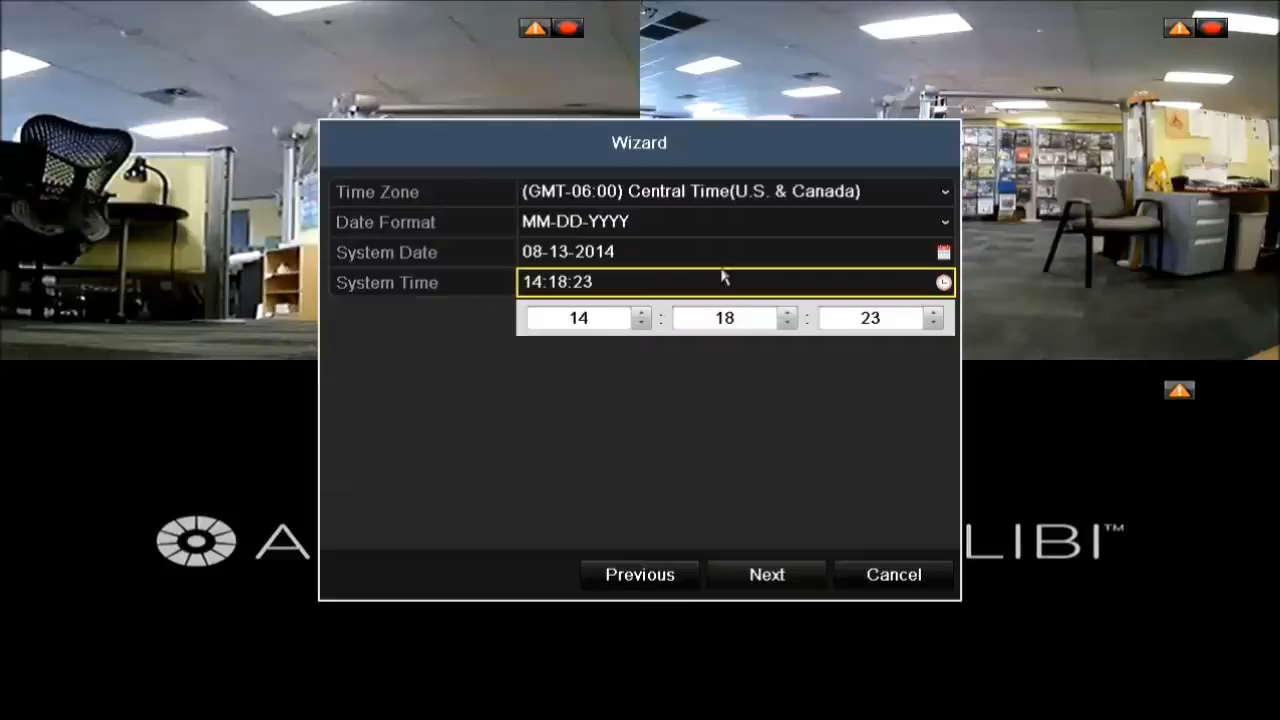 Wizard
Time Zone (GMT-06:00) Central Time(U.S. & Canada)
Date Format MM-DD-YYYY
System Date 08-13-2014
System Time 14:18:23
14 : 18 : 23
A LIBI™
Previous Next Cancel